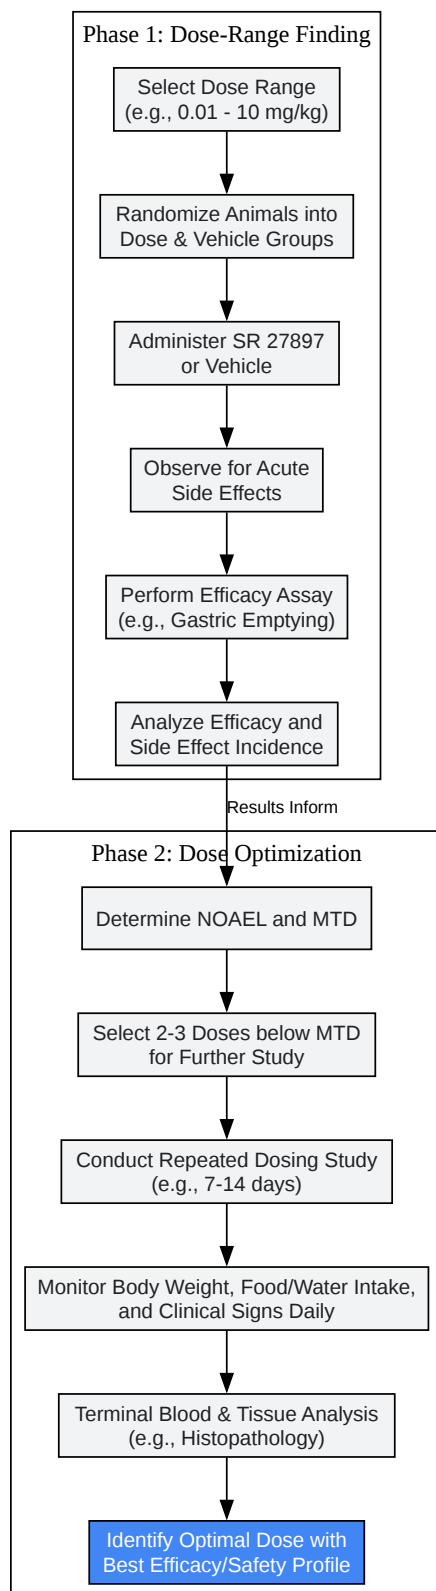 Phase 1: Dose-Range Finding
Select Dose Range
(e.g., 0.01 - 10 mg/kg)
Randomize Animals into
Dose & Vehicle Groups
Administer SR 27897
or Vehicle
Observe for Acute
Side Effects
Perform Efficacy Assay
(e.g., Gastric Emptying)
Analyze Efficacy and
Side Effect Incidence
Results Inform
Phase 2: Dose Optimization
Determine NOAEL and MTD
Select 2-3 Doses below MTD
for Further Study
Conduct Repeated Dosing Study
(e.g., 7-14 days)
Monitor Body Weight, Food/Water Intake,
and Clinical Signs Daily
Terminal Blood & Tissue Analysis
(e.g., Histopathology)
Identify Optimal Dose with
Best Efficacy/Safety Profile